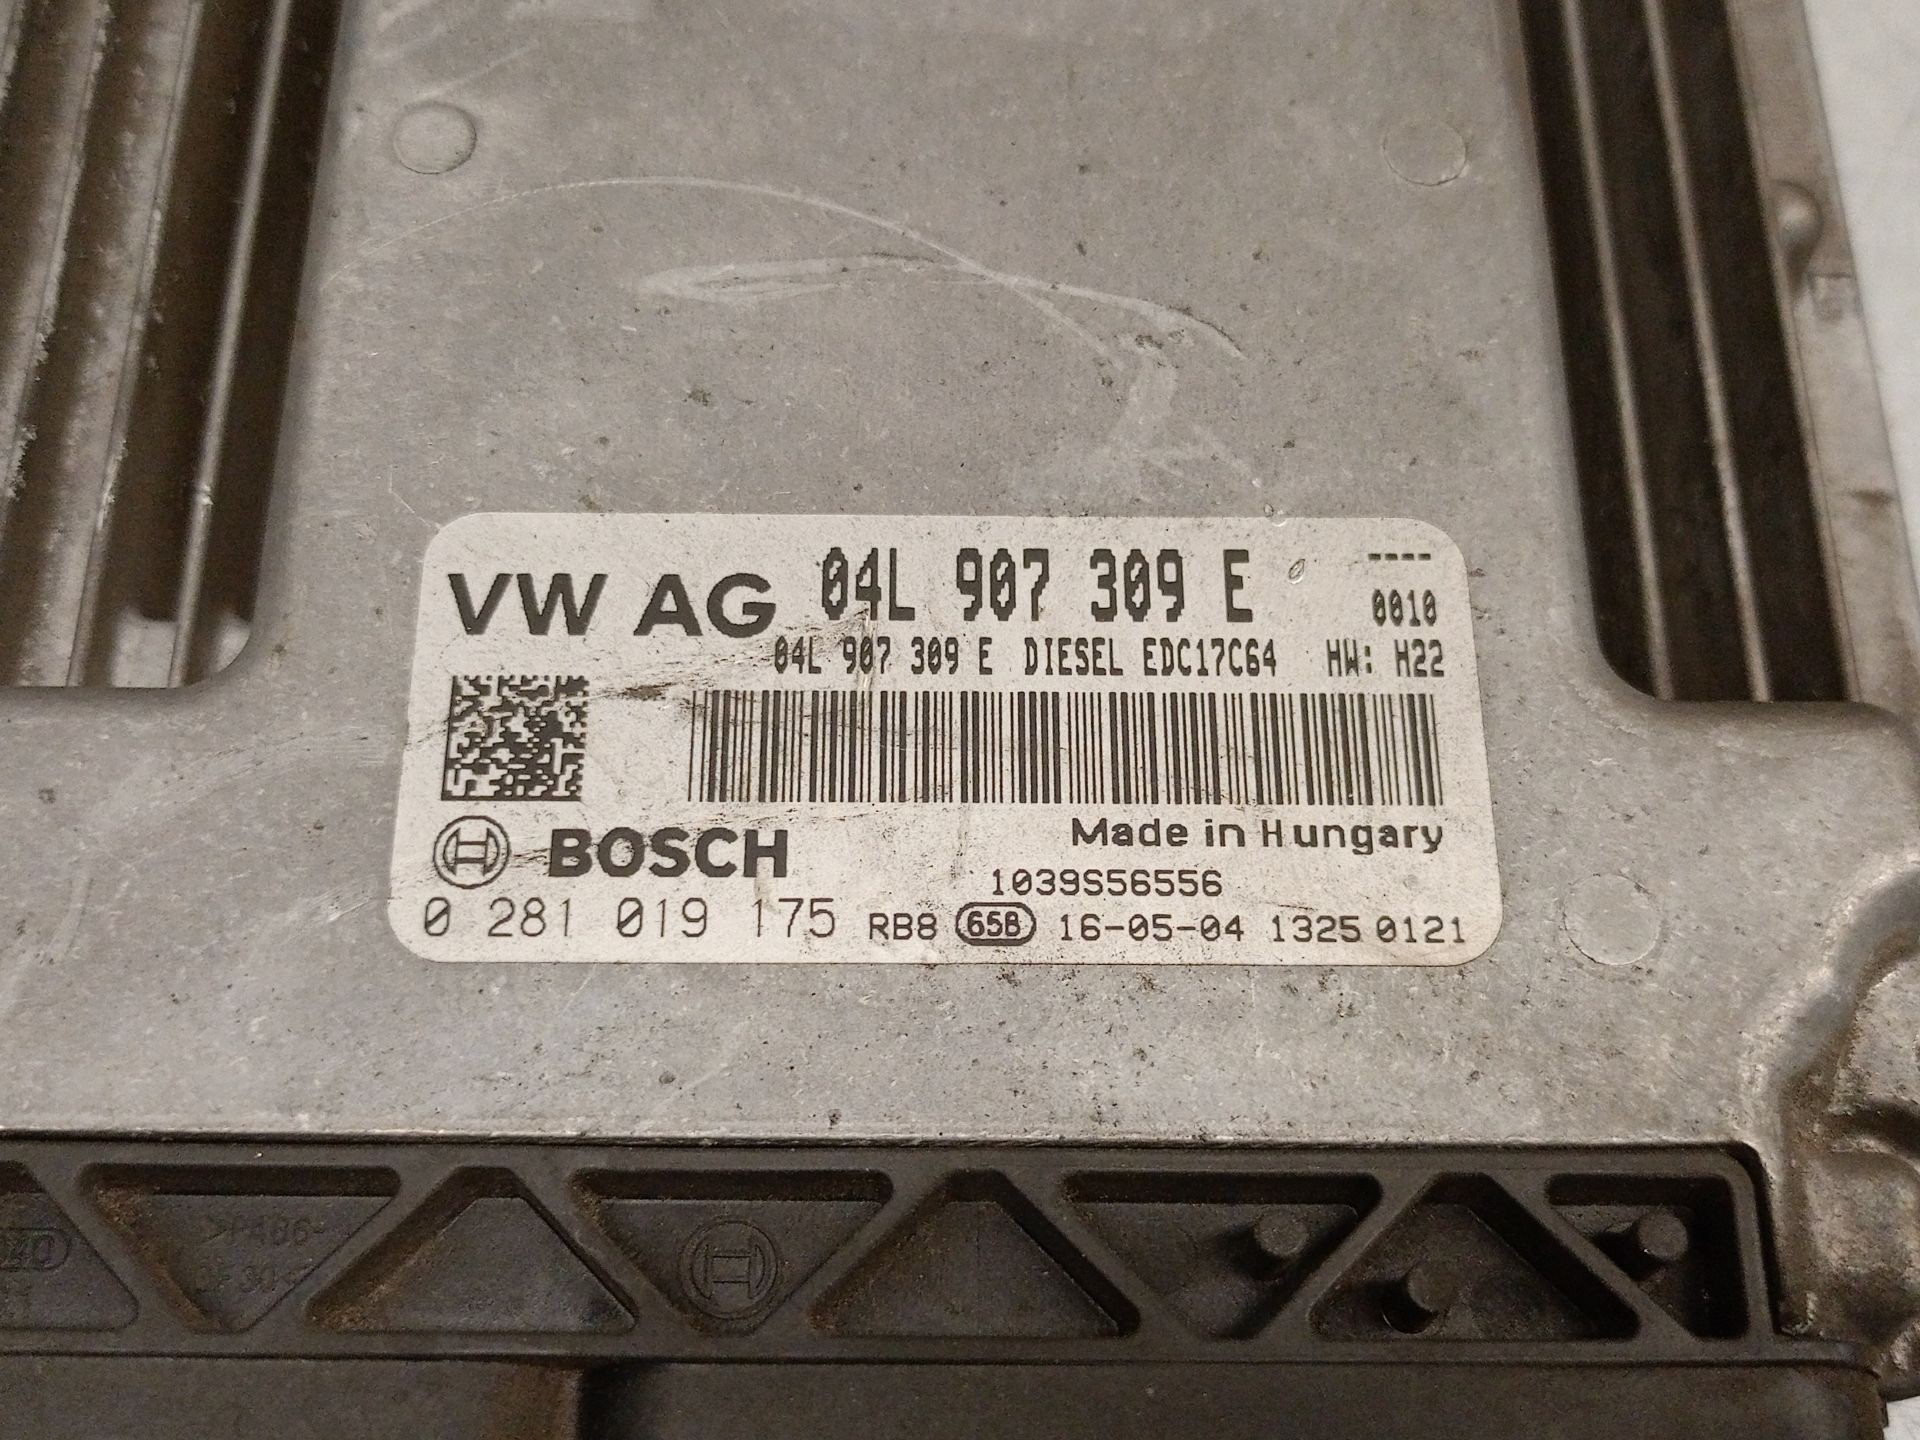 VW AG 04L 907 309 E ----
0010
04L 907 309 E DIESEL EDC17C64 HW: H22
BOSCH
Made in Hungary
1039S56556
0 281 019 175 RB8 65B 16-05-04 1325 0121